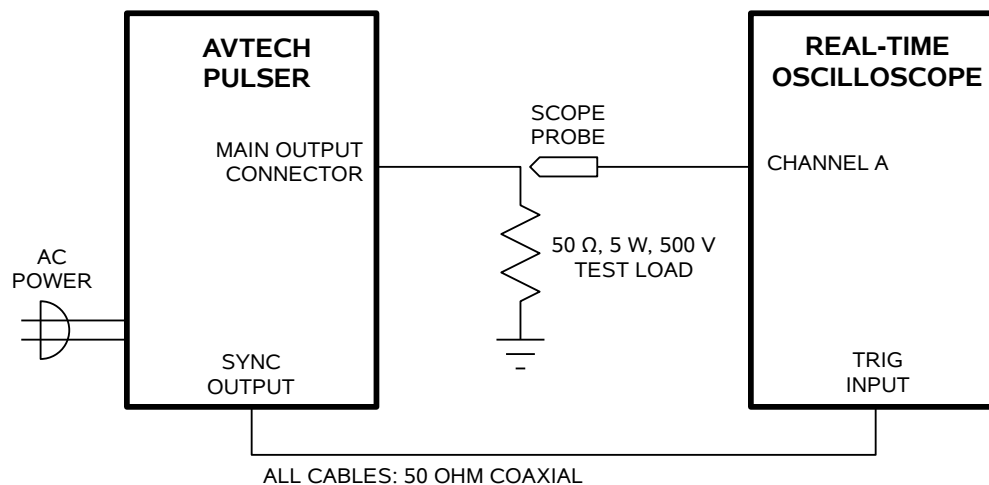 AVTECH
PULSER
REAL-TIME
OSCILLOSCOPE
SCOPE
PROBE
MAIN OUTPUT
CONNECTOR
CHANNEL A
50 Ω, 5 W, 500 V
TEST LOAD
AC
POWER
SYNC
OUTPUT
TRIG
INPUT
ALL CABLES: 50 OHM COAXIAL